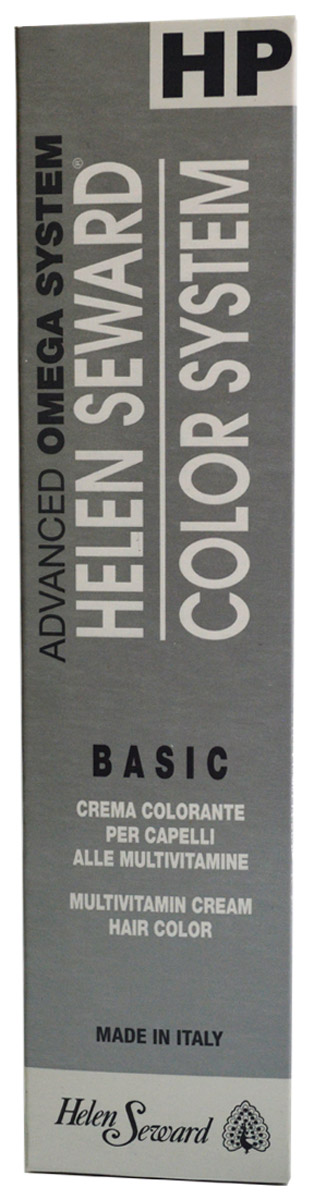 HP
ADVANCED OMEGA SYSTEM
HELEN SEWARD®
COLOR SYSTEM
BASIC
CREMA COLORANTE
PER CAPELLI
ALLE MULTIVITAMINE
MULTIVITAMIN CREAM
HAIR COLOR
MADE IN ITALY
Helen Seward